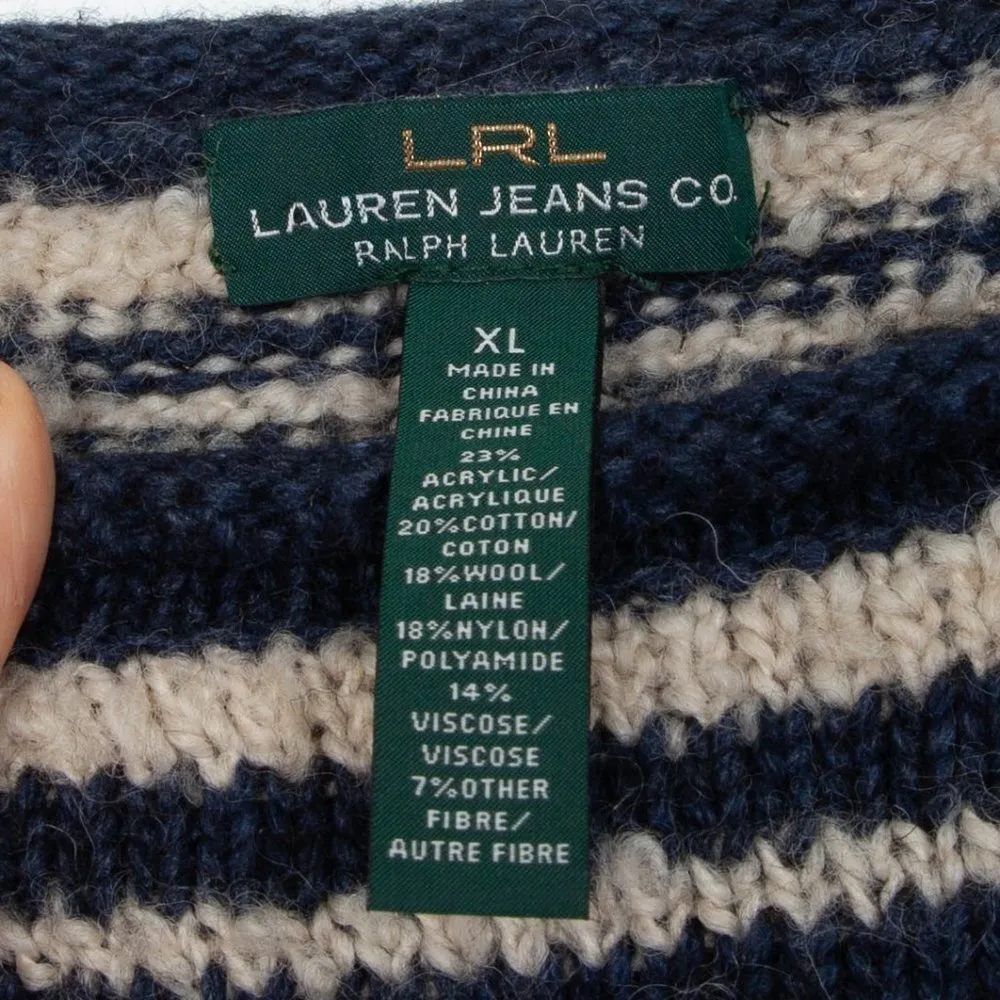 LRL
LAUREN JEANS CO.
RALPH LAUREN
XL
MADE IN
CHINA
FABRIQUE EN
CHINE
23%
ACRYLIC/
ACRYLIQUE
20%COTTON/
COTON
18%WOOL/
LAINE
18%NYLON/
POLYAMIDE
14%
VISCOSE/
VISCOSE
7%OTHER
FIBRE/
AUTRE FIBRE